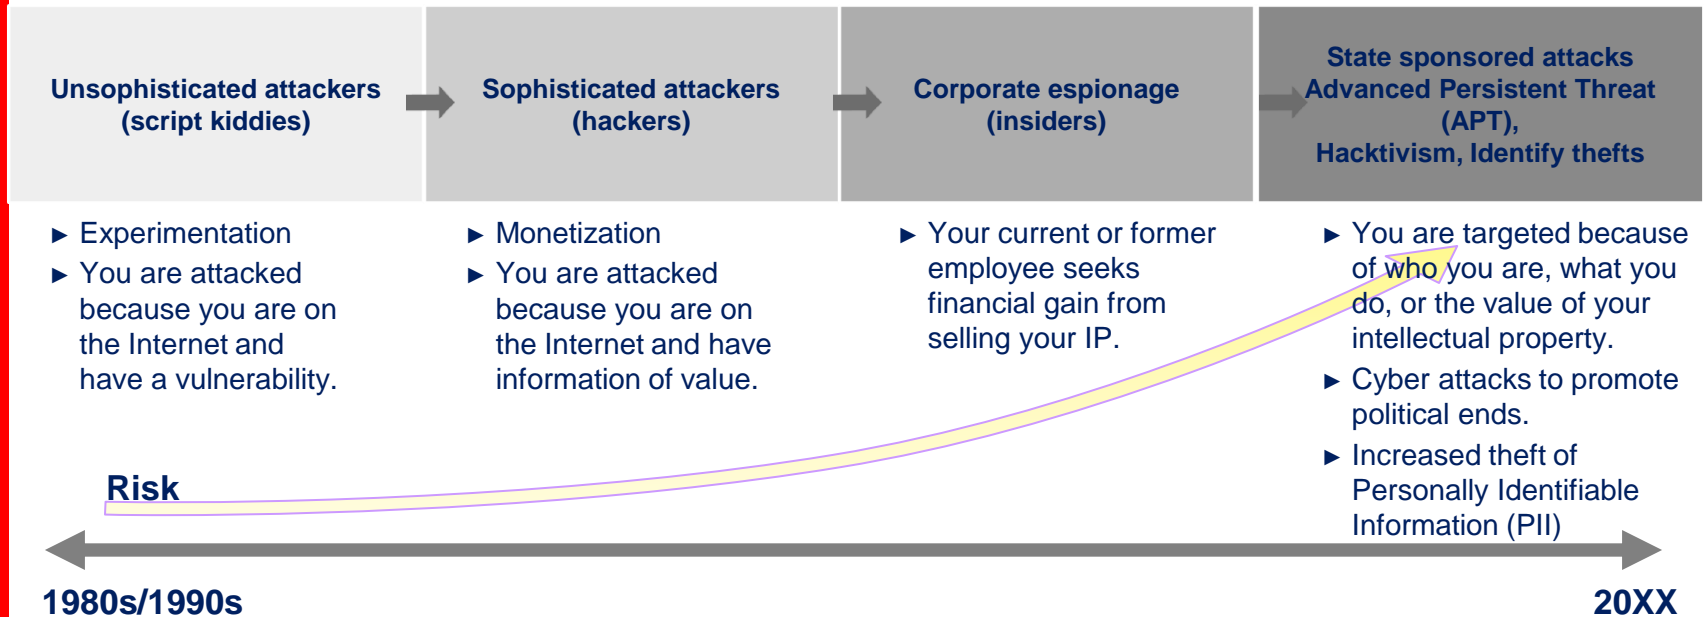 Unsophisticated attackers
(script kiddies)
Sophisticated attackers
(hackers)
Corporate espionage
(insiders)
State sponsored attacks
Advanced Persistent Threat
(APT),
Hacktivism, Identify thefts
► Experimentation
► You are attacked
because you are on
the Internet and
have a vulnerability.
► Monetization
► You are attacked
because you are on
the Internet and have
information of value.
► Your current or former
employee seeks
financial gain from
selling your IP.
► You are targeted because
of who you are, what you
do, or the value of your
intellectual property.
► Cyber attacks to promote
political ends.
► Increased theft of
Personally Identifiable
Information (PII)
Risk
1980s/1990s
20XX